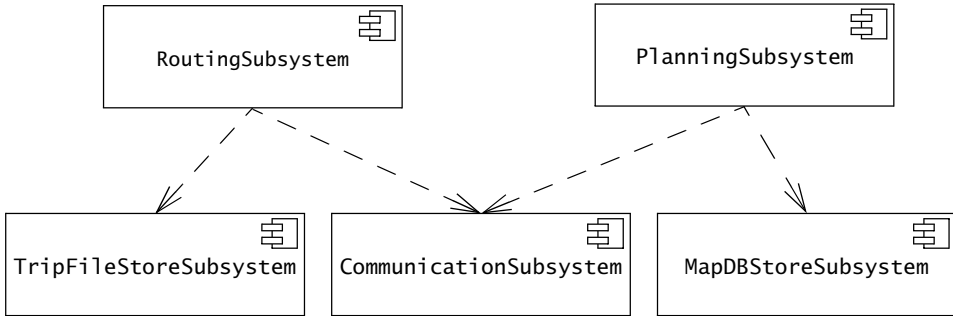 RoutingSubsystem
PlanningSubsystem
TripFileStoreSubsystem
CommunicationSubsystem
MapDBStoreSubsystem